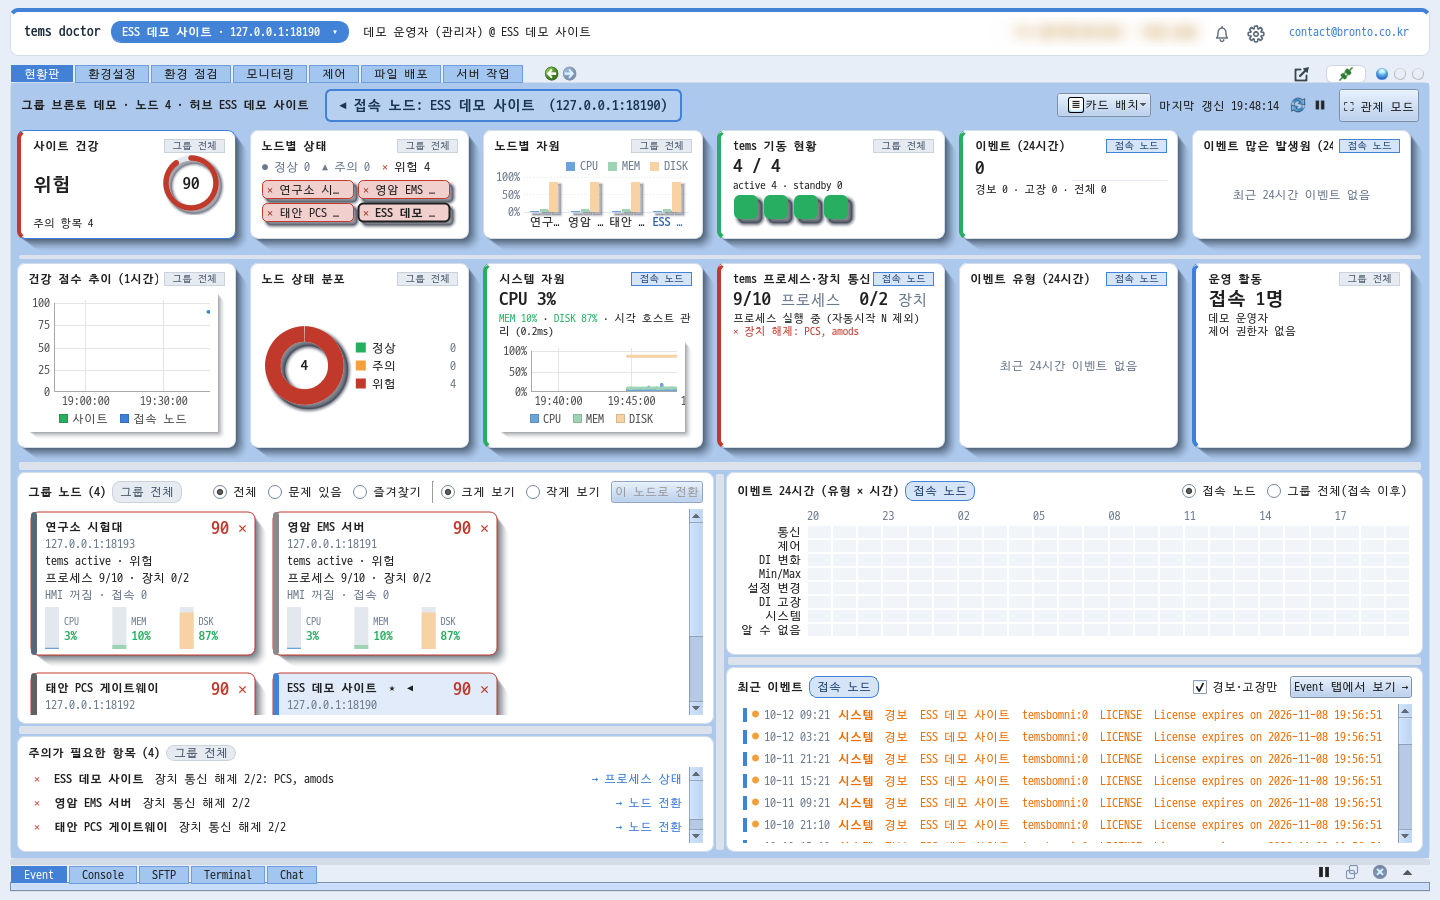 tems doctor
ESS 데모 사이트 · 127.0.0.1:18190 ▾
데모 운영자 (관리자) @ ESS 데모 사이트
contact@bronto.co.kr
현황판 환경설정 환경 점검 모니터링 제어 파일 배포 서버 작업
그룹 브론토 데모 · 노드 4 · 허브 ESS 데모 사이트
◀ 접속 노드: ESS 데모 사이트 (127.0.0.1:18190)
카드 배치▾ 마지막 갱신 19:48:14
관제 모드
사이트 건강 그룹 전체
위험
90
주의 항목 4
노드별 상태 그룹 전체
● 정상 0 ▲ 주의 0 × 위험 4
× 연구소 시… × 영암 EMS …
× 태안 PCS … × ESS 데모 …
노드별 자원 그룹 전체
CPU MEM DISK
100%
50%
0%
연구… 영암 … 태안 … ESS …
tems 기동 현황 그룹 전체
4 / 4
active 4 · standby 0
이벤트 (24시간) 접속 노드
0
경보 0 · 고장 0 · 전체 0
이벤트 많은 발생원 (24 접속 노드
최근 24시간 이벤트 없음
건강 점수 추이 (1시간) 그룹 전체
100
75
50
25
0
19:00:00 19:30:00
사이트 접속 노드
노드 상태 분포 그룹 전체
4
정상 0
주의 0
위험 4
시스템 자원 접속 노드
CPU 3%
MEM 10% · DISK 87% · 시각 호스트 관
리 (0.2ms)
100%
50%
0%
19:40:00 19:45:00 1
CPU MEM DISK
tems 프로세스·장치 통신 접속 노드
9/10 프로세스 0/2 장치
프로세스 실행 중 (자동시작 N 제외)
× 장치 해제: PCS, amods
이벤트 유형 (24시간) 접속 노드
최근 24시간 이벤트 없음
운영 활동 그룹 전체
접속 1명
데모 운영자
제어 권한자 없음
그룹 노드 (4) 그룹 전체
전체 문제 있음 즐겨찾기 크게 보기 작게 보기 이 노드로 전환
연구소 시험대 90 ×
127.0.0.1:18193
tems active · 위험
프로세스 9/10 · 장치 0/2
HMI 꺼짐 · 접속 0
CPU 3% MEM 10% DSK 87%
영암 EMS 서버 90 ×
127.0.0.1:18191
tems active · 위험
프로세스 9/10 · 장치 0/2
HMI 꺼짐 · 접속 0
CPU 3% MEM 10% DSK 87%
태안 PCS 게이트웨이 90 ×
127.0.0.1:18192
ESS 데모 사이트 ★ ◀ 90 ×
127.0.0.1:18190
주의가 필요한 항목 (4) 그룹 전체
× ESS 데모 사이트 장치 통신 해제 2/2: PCS, amods → 프로세스 상태
× 영암 EMS 서버 장치 통신 해제 2/2 → 노드 전환
× 태안 PCS 게이트웨이 장치 통신 해제 2/2 → 노드 전환
이벤트 24시간 (유형 × 시간) 접속 노드
접속 노드 그룹 전체(접속 이후)
20 23 02 05 08 11 14 17
통신
제어
DI 변화
Min/Max
설정 변경
DI 고장
시스템
알 수 없음
최근 이벤트 접속 노드
경보·고장만 Event 탭에서 보기 →
10-12 09:21 시스템 경보 ESS 데모 사이트 temsbomni:0 LICENSE License expires on 2026-11-08 19:56:51
10-12 03:21 시스템 경보 ESS 데모 사이트 temsbomni:0 LICENSE License expires on 2026-11-08 19:56:51
10-11 21:21 시스템 경보 ESS 데모 사이트 temsbomni:0 LICENSE License expires on 2026-11-08 19:56:51
10-11 15:21 시스템 경보 ESS 데모 사이트 temsbomni:0 LICENSE License expires on 2026-11-08 19:56:51
10-11 09:21 시스템 경보 ESS 데모 사이트 temsbomni:0 LICENSE License expires on 2026-11-08 19:56:51
10-10 21:10 시스템 경보 ESS 데모 사이트 temsbomni:0 LICENSE License expires on 2026-11-08 19:56:51
Event Console SFTP Terminal Chat